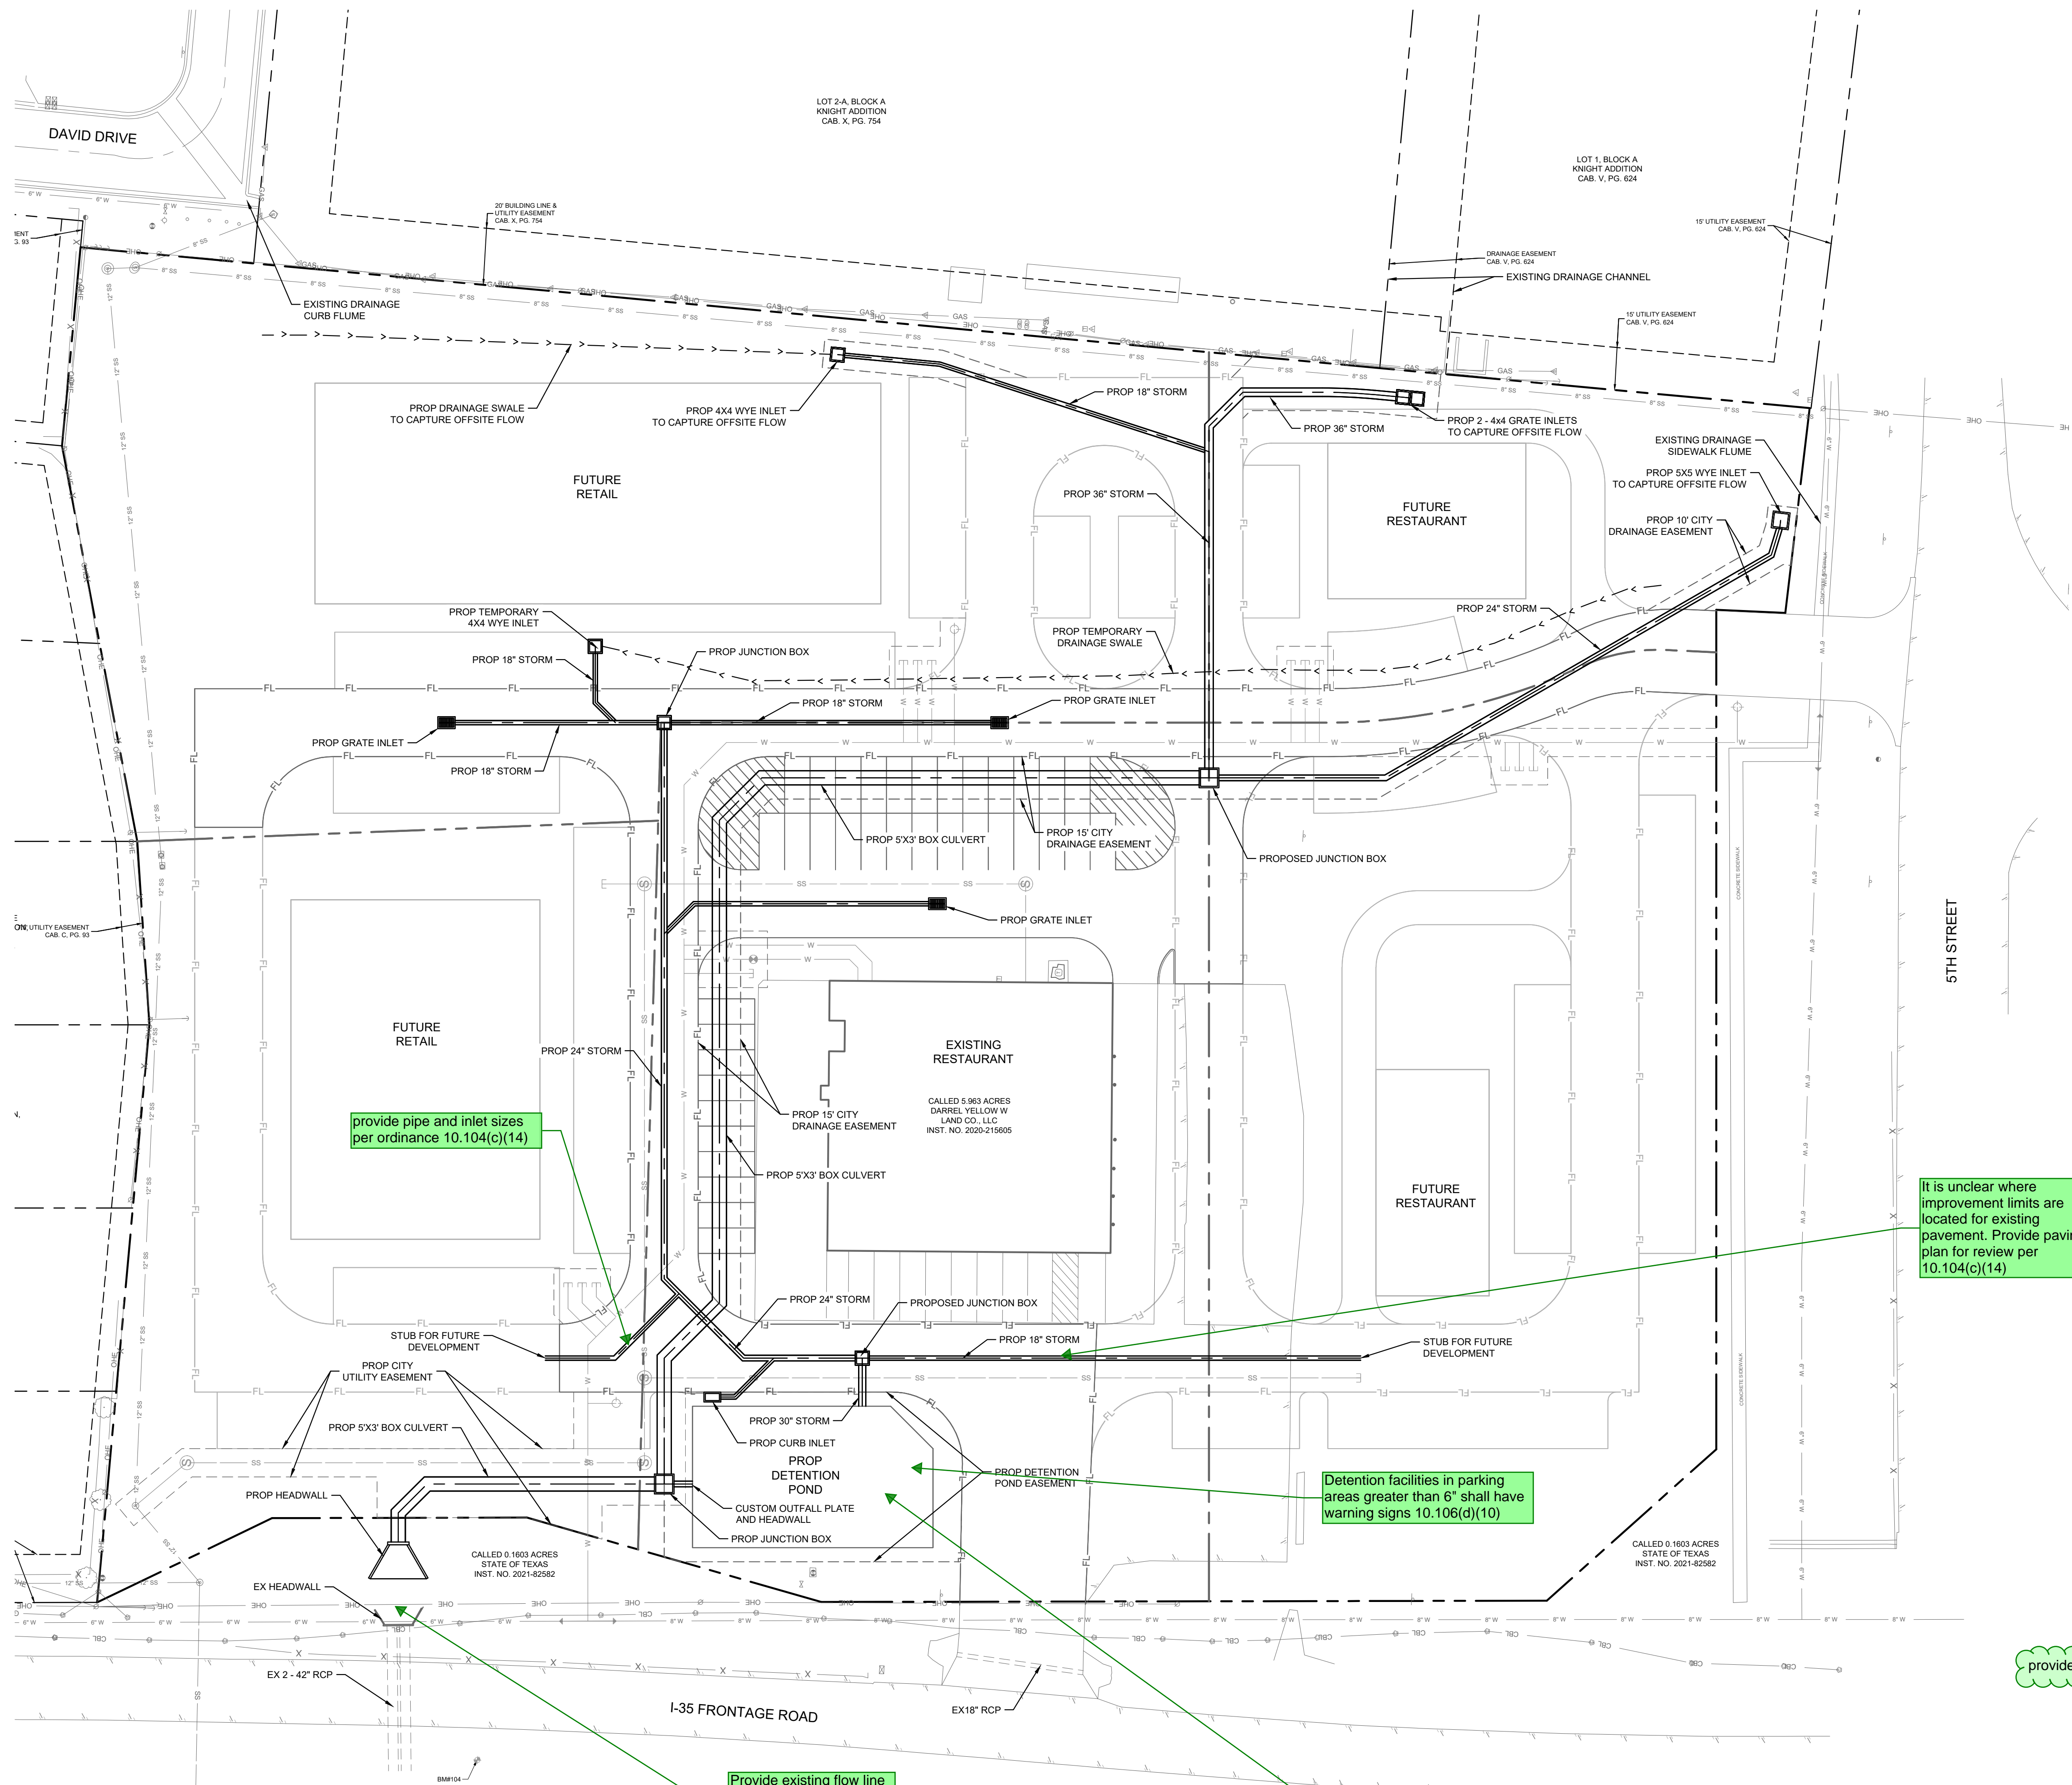 LOT 2-A, BLOCK A
KNIGHT ADDITION
CAB. X, PG. 754
DAVID DRIVE
LOT 1, BLOCK A
KNIGHT ADDITION
CAB. V, PG. 624
20' BUILDING LINE &
UTILITY EASEMENT
CAB. X, PG. 754
15' UTILITY EASEMENT
CAB. V, PG. 624
DRAINAGE EASEMENT
CAB. V, PG. 624
EXISTING DRAINAGE CHANNEL
EXISTING DRAINAGE
CURB FLUME
15' UTILITY EASEMENT
CAB. V, PG. 624
PROP DRAINAGE SWALE
TO CAPTURE OFFSITE FLOW
PROP 4X4 WYE INLET
TO CAPTURE OFFSITE FLOW
PROP 18" STORM
PROP 36" STORM
PROP 2 - 4x4 GRATE INLETS
TO CAPTURE OFFSITE FLOW
EXISTING DRAINAGE
SIDEWALK FLUME
PROP 5X5 WYE INLET
TO CAPTURE OFFSITE FLOW
FUTURE
RETAIL
PROP 36" STORM
FUTURE
RESTAURANT
PROP 10' CITY
DRAINAGE EASEMENT
PROP TEMPORARY
4X4 WYE INLET
PROP 24" STORM
PROP TEMPORARY
DRAINAGE SWALE
PROP 18" STORM
PROP JUNCTION BOX
PROP 18" STORM
PROP GRATE INLET
PROP GRATE INLET
PROP 18" STORM
PROP 5'X3' BOX CULVERT
PROP 15' CITY
DRAINAGE EASEMENT
PROPOSED JUNCTION BOX
PROP GRATE INLET
UTILITY EASEMENT
CAB. C, PG. 93
5TH STREET
FUTURE
RETAIL
PROP 24" STORM
EXISTING
RESTAURANT
CALLED 5.963 ACRES
DARREL YELLOW W
LAND CO., LLC
INST. NO. 2020-215605
provide pipe and inlet sizes
per ordinance 10.104(c)(14)
PROP 15' CITY
DRAINAGE EASEMENT
PROP 5'X3' BOX CULVERT
FUTURE
RESTAURANT
It is unclear where
improvement limits are
located for existing
pavement. Provide pavin
plan for review per
10.104(c)(14)
CONCRETE SIDEWALK
CONCRETE SIDEWALK
PROP 24" STORM
PROPOSED JUNCTION BOX
PROP 18" STORM
STUB FOR FUTURE
DEVELOPMENT
STUB FOR FUTURE
DEVELOPMENT
PROP CITY
UTILITY EASEMENT
PROP 30" STORM
PROP 5'X3' BOX CULVERT
PROP CURB INLET
PROP
DETENTION
POND
PROP DETENTION
POND EASEMENT
PROP HEADWALL
CUSTOM OUTFALL PLATE
AND HEADWALL
PROP JUNCTION BOX
Detention facilities in parking
areas greater than 6" shall have
warning signs 10.106(d)(10)
CALLED 0.1603 ACRES
STATE OF TEXAS
INST. NO. 2021-82582
CALLED 0.1603 ACRES
STATE OF TEXAS
INST. NO. 2021-82582
EX HEADWALL
EX 2 - 42" RCP
I-35 FRONTAGE ROAD
EX18" RCP
provide
BM#104
Provide existing flow line